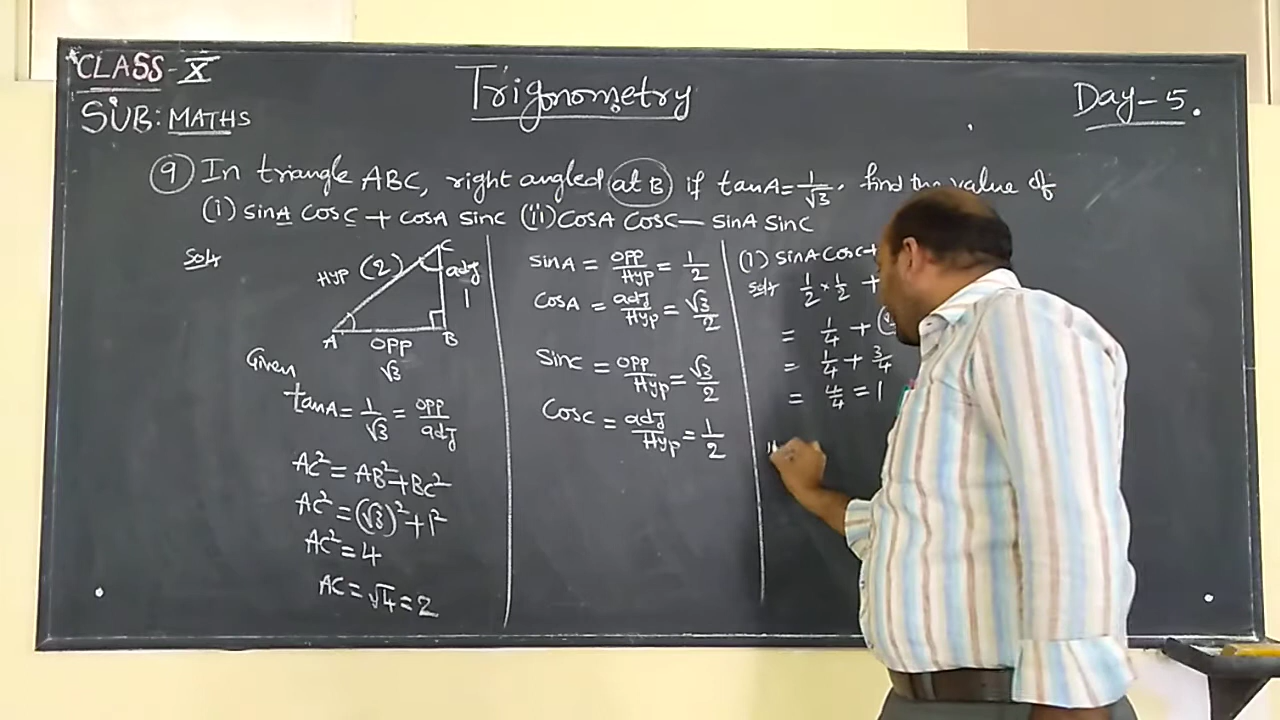 CLASS-X
SUB: MATHS
Trigonometry
Day-5.
9 In triangle ABC, right angled at B if tanA=1/√3, find the value of
(i) sinA cosC + cosA sinC (ii) cosA cosC − sinA sinC
Soln
C
Hyp (2)
adj
1
A
B
opp
√3
Given
tanA = 1/√3 = opp/adj
AC² = AB² + BC²
AC² = (√3)² + 1²
AC² = 4
AC = √4 = 2
sinA = opp/Hyp = 1/2
cosA = adj/Hyp = √3/2
sinC = opp/Hyp = √3/2
cosC = adj/Hyp = 1/2
(i) sinA cosC+
Soln 1/2 × 1/2 +
= 1/4 +
= 1/4 + 3/4
= 4/4 = 1